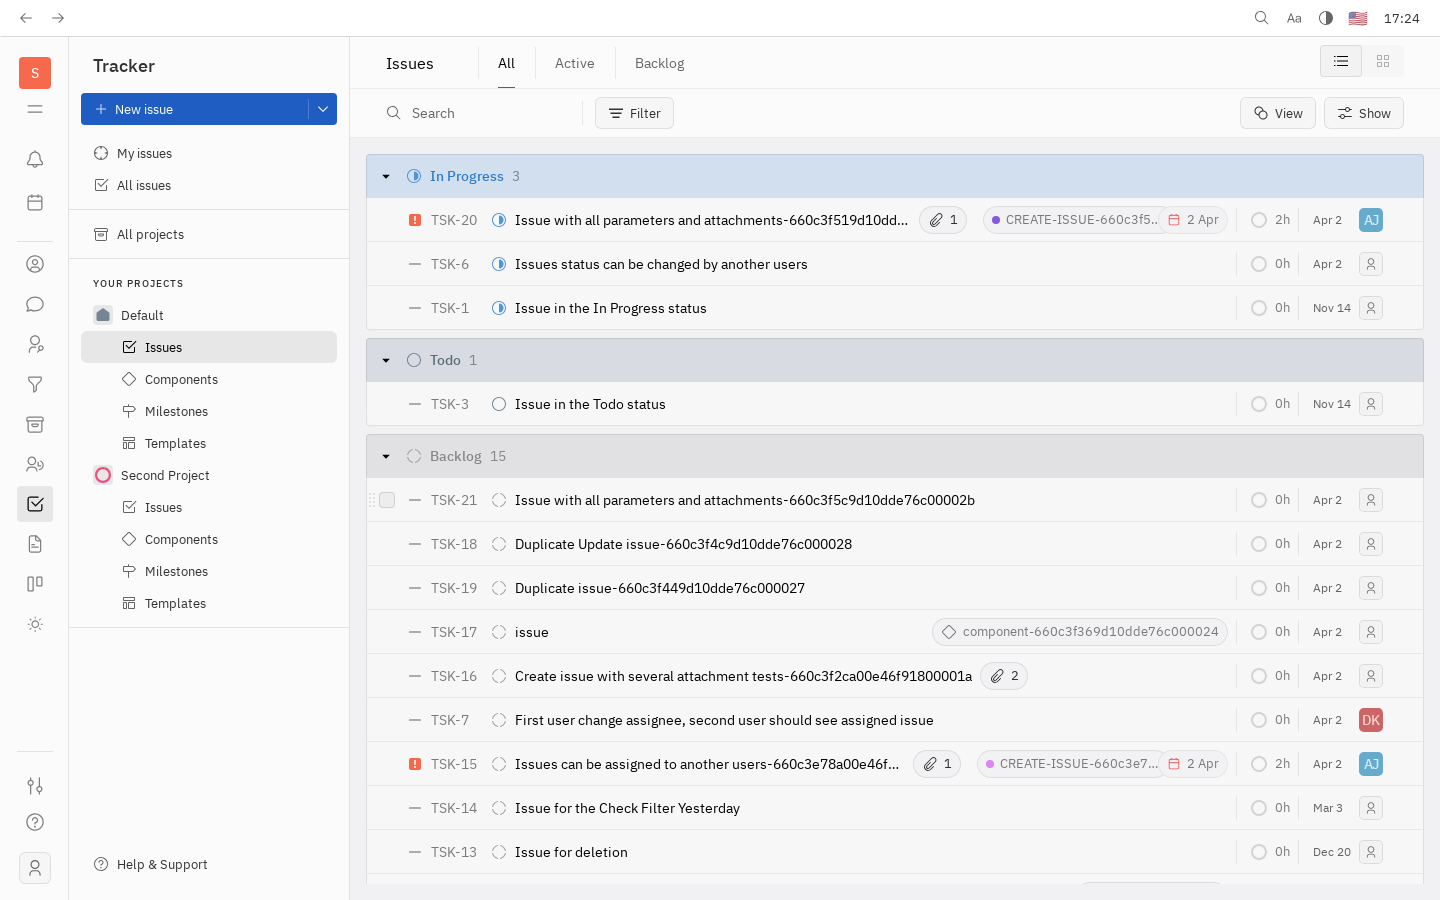 Aa
17:24
S
Tracker
New issue
My issues
All issues
All projects
YOUR PROJECTS
Default
Issues
Components
Milestones
Templates
Second Project
Issues
Components
Milestones
Templates
Help & Support
Issues
All
Active
Backlog
Search
Filter
View
Show
In Progress 3
TSK-20 Issue with all parameters and attachments-660c3f519d10dd... 1 CREATE-ISSUE-660c3f5... 2 Apr 2h Apr 2 AJ
TSK-6 Issues status can be changed by another users 0h Apr 2
TSK-1 Issue in the In Progress status 0h Nov 14
Todo 1
TSK-3 Issue in the Todo status 0h Nov 14
Backlog 15
TSK-21 Issue with all parameters and attachments-660c3f5c9d10dde76c00002b 0h Apr 2
TSK-18 Duplicate Update issue-660c3f4c9d10dde76c000028 0h Apr 2
TSK-19 Duplicate issue-660c3f449d10dde76c000027 0h Apr 2
TSK-17 issue component-660c3f369d10dde76c000024 0h Apr 2
TSK-16 Create issue with several attachment tests-660c3f2ca00e46f91800001a 2 0h Apr 2
TSK-7 First user change assignee, second user should see assigned issue 0h Apr 2 DK
TSK-15 Issues can be assigned to another users-660c3e78a00e46f... 1 CREATE-ISSUE-660c3e7... 2 Apr 2h Apr 2 AJ
TSK-14 Issue for the Check Filter Yesterday 0h Mar 3
TSK-13 Issue for deletion 0h Dec 20